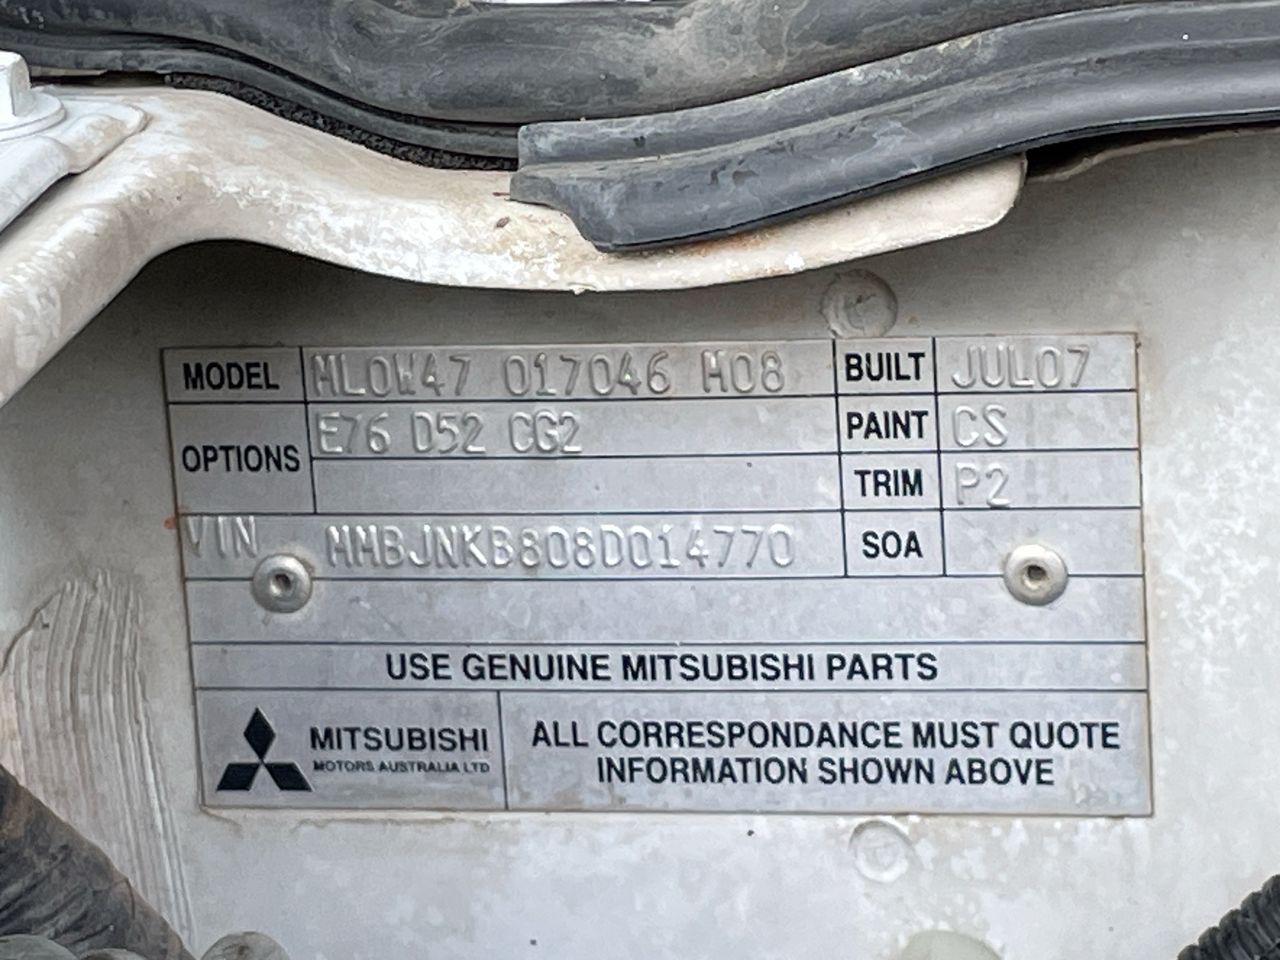 MODEL ML0W47 017046 M08 BUILT JUL07
OPTIONS E76 D52 CG2 PAINT CS
TRIM P2
VIN MMBJNKB808D014770 SOA
USE GENUINE MITSUBISHI PARTS
MITSUBISHI
MOTORS AUSTRALIA LTD
ALL CORRESPONDANCE MUST QUOTE
INFORMATION SHOWN ABOVE